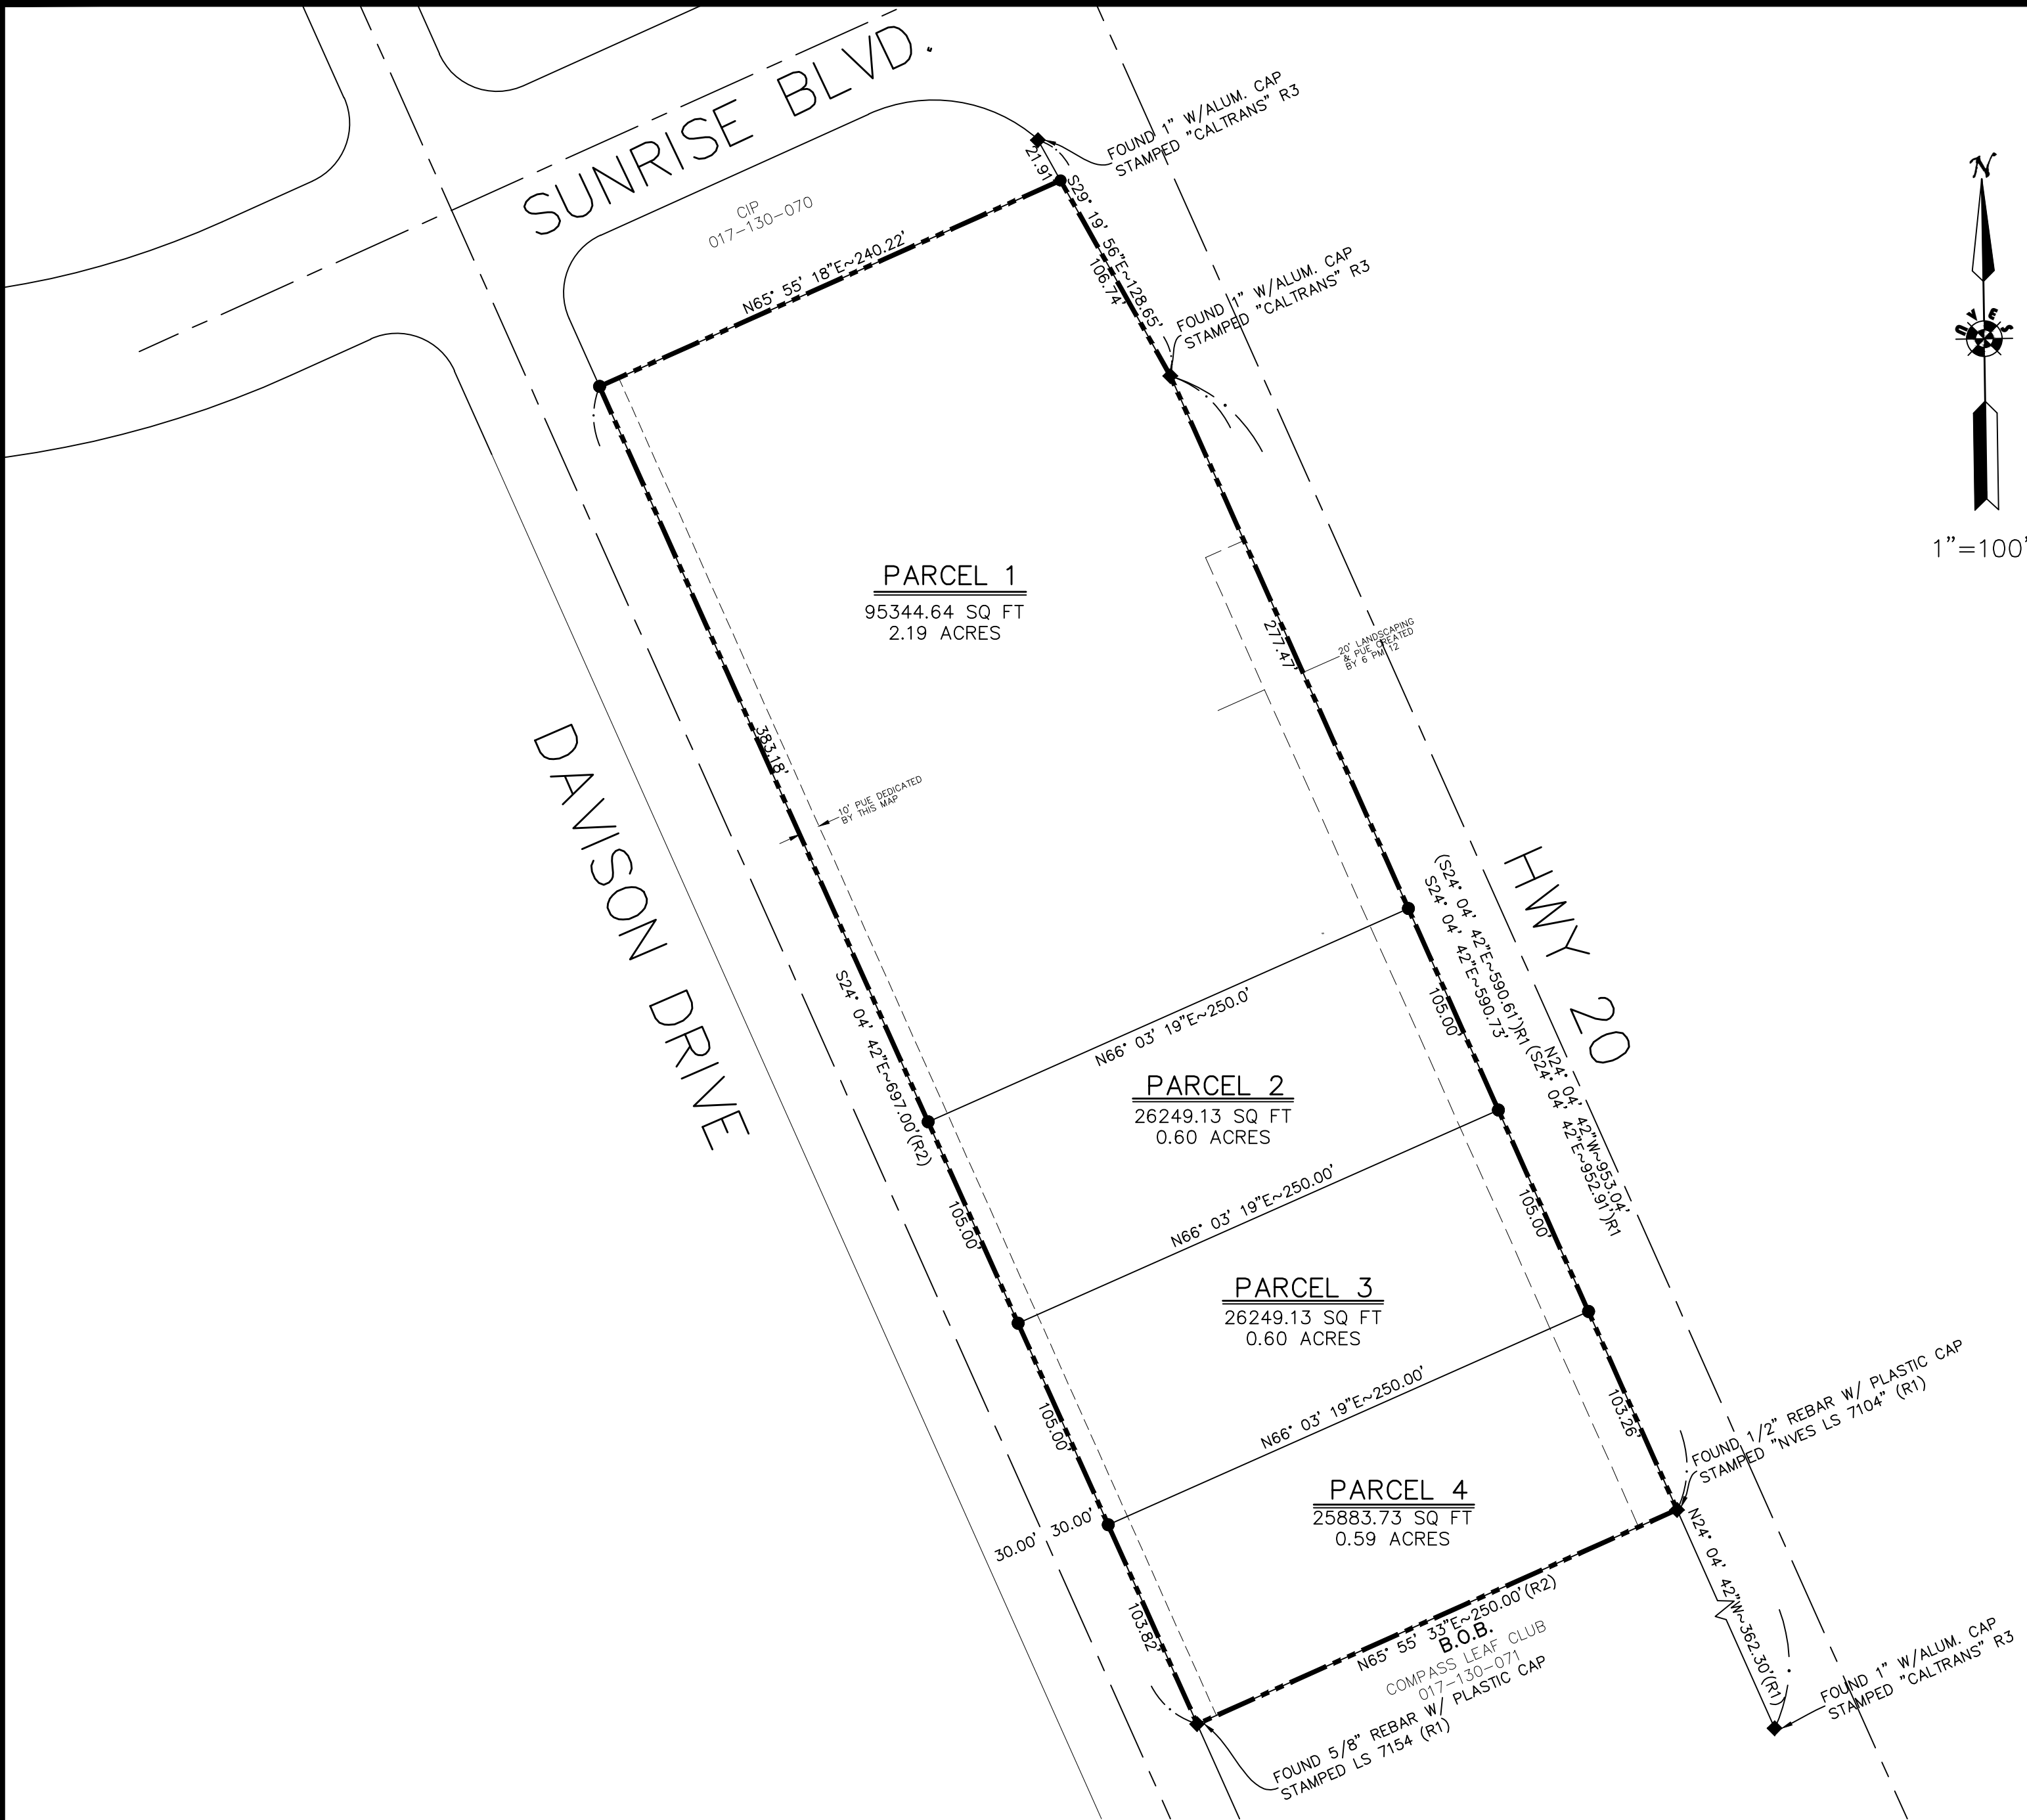 SUNRISE BLVD.
FOUND 1" W/ALUM. CAP
STAMPED "CALTRANS" R3
21.91
CIP
017-130-070
N65° 55' 18"E~240.22'
S29° 19' 56"E~128.65'
106.74'
FOUND 1" W/ALUM. CAP
STAMPED "CALTRANS" R3
N
NVES
1"=100'
PARCEL 1
95344.64 SQ FT
2.19 ACRES
277.47'
20' LANDSCAPING
& PUE CREATED
BY 6 PM 12
383.18'
10' PUE DEDICATED
BY THIS MAP
DAVISON DRIVE
HWY 20
(S24° 04' 42"E~590.61')R1
S24° 04' 42"E~590.73'
N24° 04' 42"W~953.04'
(S24° 04' 42"E~952.91')R1
S24° 04' 42"E~697.00'(R2)
105.00'
N66° 03' 19"E~250.0'
PARCEL 2
26249.13 SQ FT
0.60 ACRES
105.00'
105.00'
N66° 03' 19"E~250.00'
PARCEL 3
26249.13 SQ FT
0.60 ACRES
105.00'
103.26'
N66° 03' 19"E~250.00'
FOUND 1/2" REBAR W/ PLASTIC CAP
STAMPED "NVES LS 7104" (R1)
PARCEL 4
25883.73 SQ FT
0.59 ACRES
30.00'
30.00'
103.82'
N65° 55' 33"E~250.00'(R2)
B.O.B.
COMPASS LEAF CLUB
017-130-071
FOUND 5/8" REBAR W/ PLASTIC CAP
STAMPED LS 7154 (R1)
N24° 04' 42"W~362.30'(R1)
FOUND 1" W/ALUM. CAP
STAMPED "CALTRANS" R3